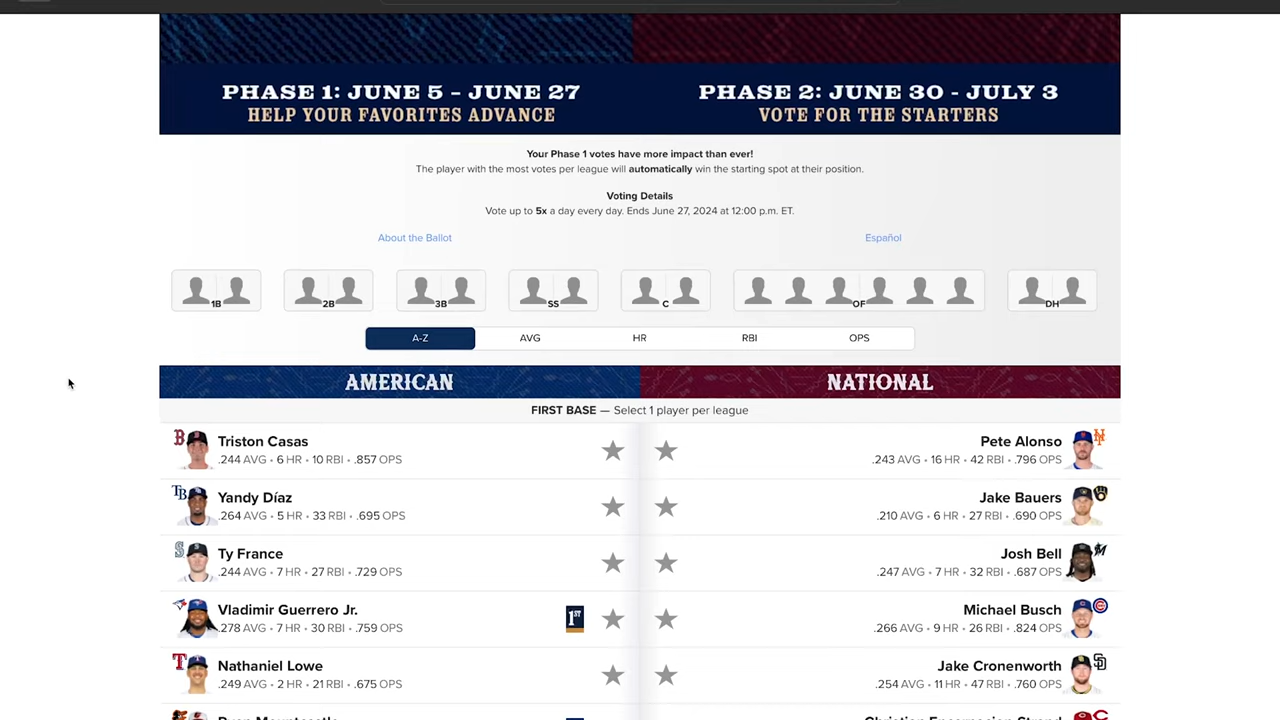 PHASE 1: JUNE 5 - JUNE 27
HELP YOUR FAVORITES ADVANCE
PHASE 2: JUNE 30 - JULY 3
VOTE FOR THE STARTERS
Your Phase 1 votes have more impact than ever!
The player with the most votes per league will automatically win the starting spot at their position.
Voting Details
Vote up to 5x a day every day. Ends June 27, 2024 at 12:00 p.m. ET.
About the Ballot
Español
1B
2B
3B
SS
C
OF
DH
A-Z
AVG
HR
RBI
OPS
AMERICAN
NATIONAL
FIRST BASE — Select 1 player per league
Triston Casas
.244 AVG • 6 HR • 10 RBI • .857 OPS
Pete Alonso
.243 AVG • 16 HR • 42 RBI • .796 OPS
Yandy Díaz
.264 AVG • 5 HR • 33 RBI • .695 OPS
Jake Bauers
.210 AVG • 6 HR • 27 RBI • .690 OPS
Ty France
.244 AVG • 7 HR • 27 RBI • .729 OPS
Josh Bell
.247 AVG • 7 HR • 32 RBI • .687 OPS
Vladimir Guerrero Jr.
.278 AVG • 7 HR • 30 RBI • .759 OPS
1ST
Michael Busch
.266 AVG • 9 HR • 26 RBI • .824 OPS
Nathaniel Lowe
.249 AVG • 2 HR • 21 RBI • .675 OPS
Jake Cronenworth
.254 AVG • 11 HR • 47 RBI • .760 OPS